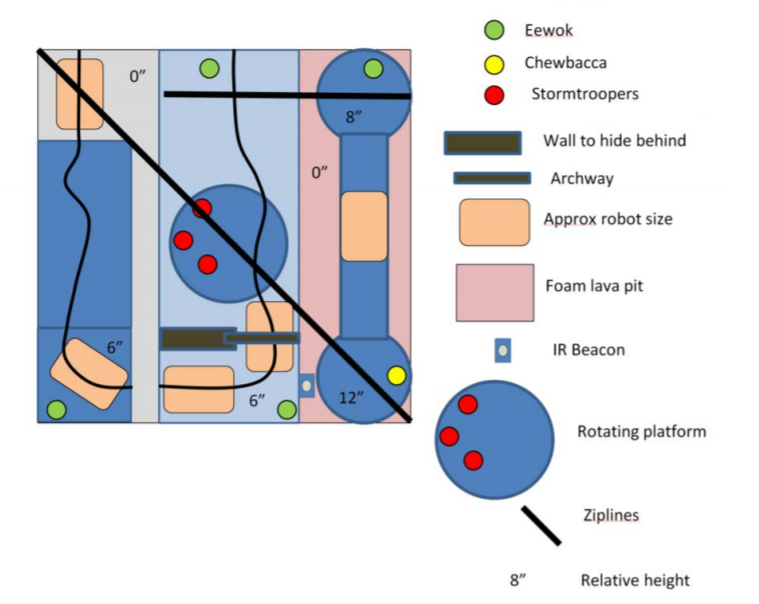 Eewok
Chewbacca
Stormtroopers
Wall to hide behind
Archway
Approx robot size
Foam lava pit
IR Beacon
Rotating platform
Ziplines
8” Relative height
0”
8”
0”
6”
6”
12”